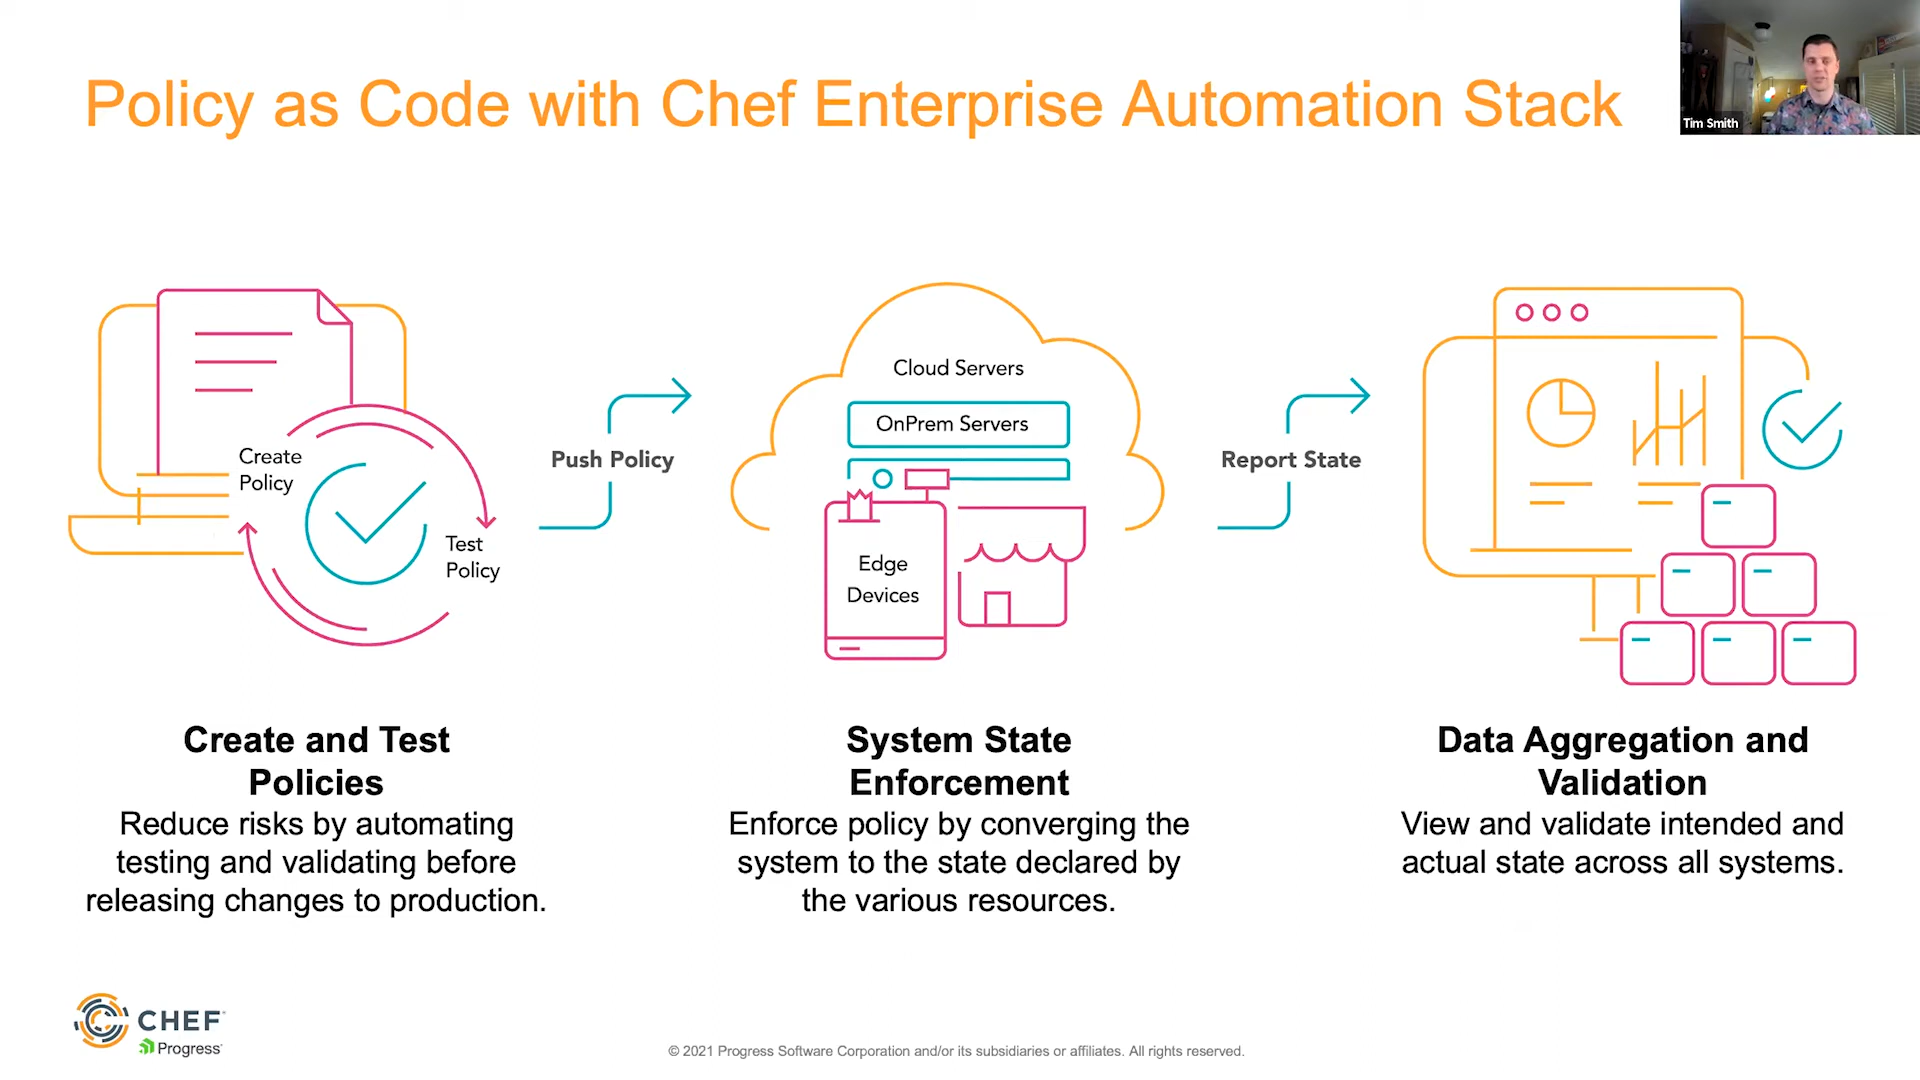 Policy as Code with Chef Enterprise Automation Stack
Tim Smith
Create
Policy
Test
Policy
Push Policy
Cloud Servers
OnPrem Servers
Edge
Devices
Report State
Create and Test
Policies
Reduce risks by automating
testing and validating before
releasing changes to production.
System State
Enforcement
Enforce policy by converging the
system to the state declared by
the various resources.
Data Aggregation and
Validation
View and validate intended and
actual state across all systems.
CHEF
Progress
© 2021 Progress Software Corporation and/or its subsidiaries or affiliates. All rights reserved.